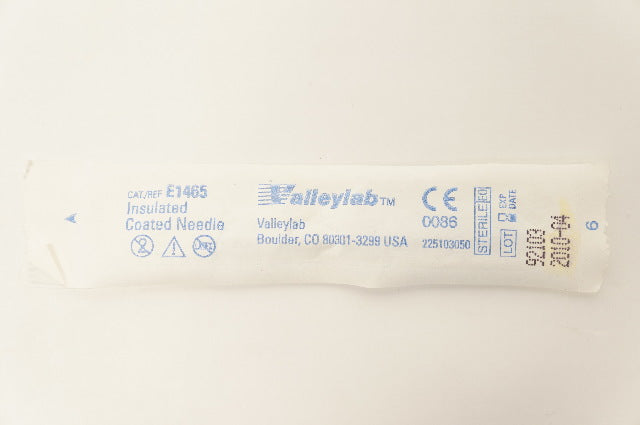 CAT./REF E1465
Insulated
Coated Needle
Valleylab™
Valleylab
Boulder, CO 80301-3299 USA
CE
0086
225103050
STERILE EO
LOT
EXP
DATE
92103
2010-04
6